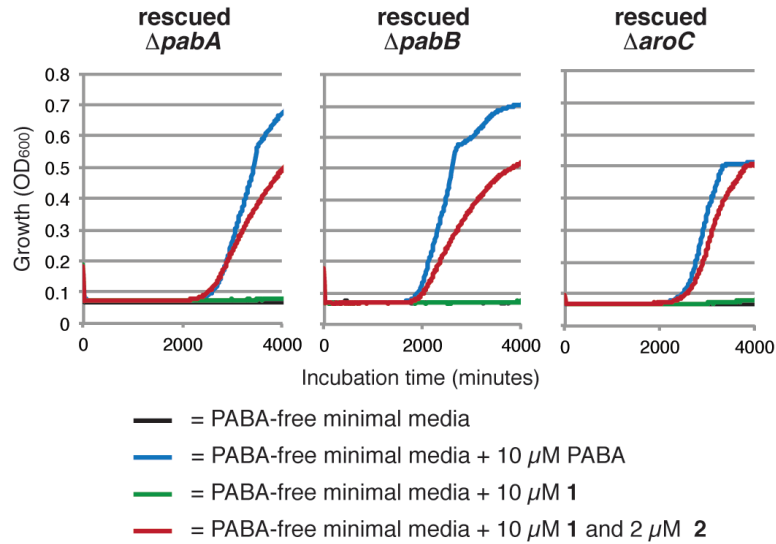 rescued rescued rescued
ΔpabA ΔpabB ΔaroC
Growth (OD600)
0.8
0.7
0.6
0.5
0.4
0.3
0.2
0.1
0
0 2000 4000 0 2000 4000 0 2000 4000
Incubation time (minutes)
= PABA-free minimal media
= PABA-free minimal media + 10 µM PABA
= PABA-free minimal media + 10 µM 1
= PABA-free minimal media + 10 µM 1 and 2 µM 2